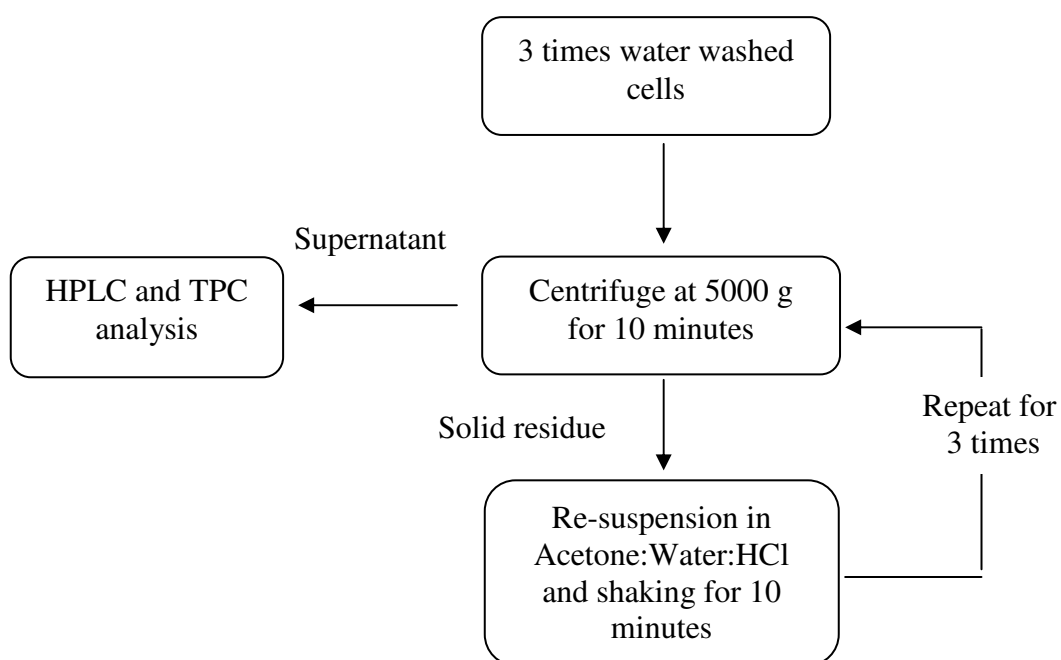 3 times water washed
cells
Supernatant
HPLC and TPC
analysis
Centrifuge at 5000 g
for 10 minutes
Solid residue
Repeat for
3 times
Re-suspension in
Acetone:Water:HCl
and shaking for 10
minutes